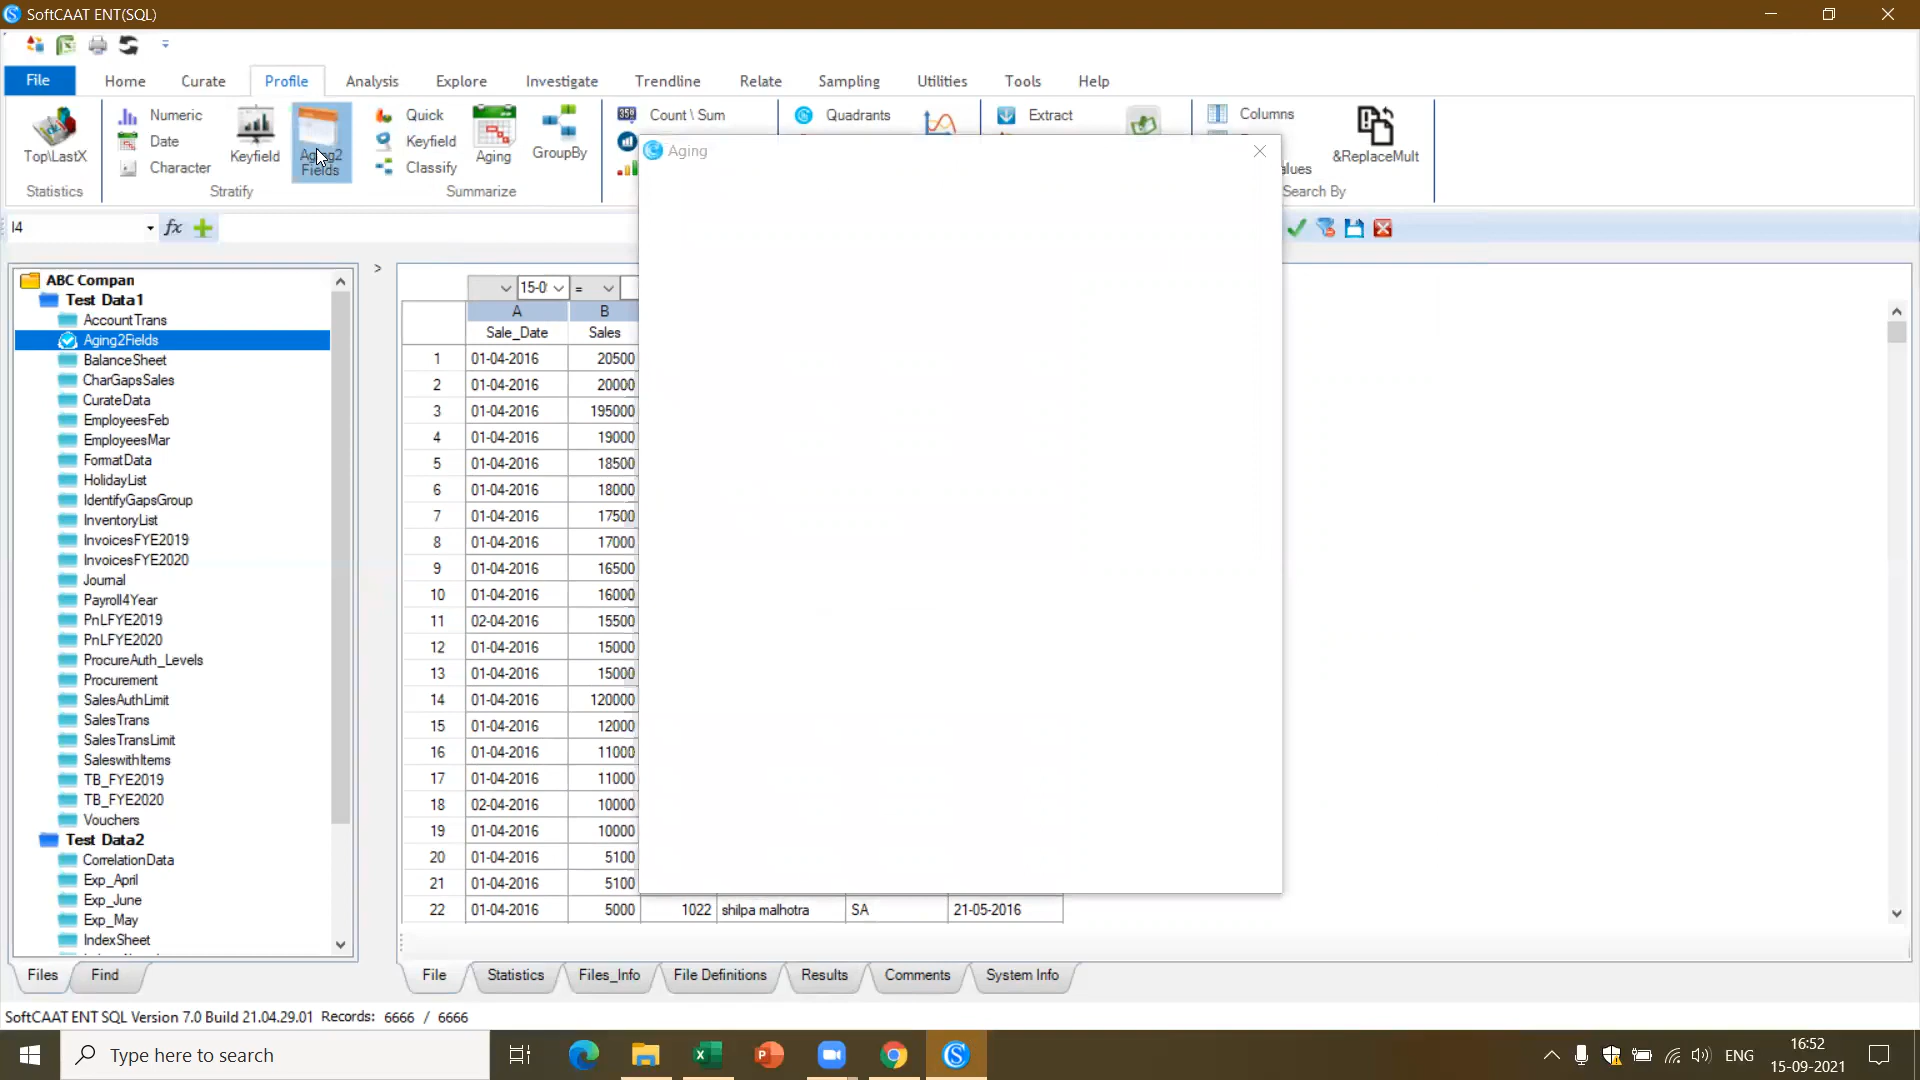 SoftCAAT ENT(SQL)
File Home Curate Profile Analysis Explore Investigate Trendline Relate Sampling Utilities Tools Help
Top\LastX
Statistics
Numeric
Date
Character
Keyfield
Aging2 Fields
Stratify
Quick
Keyfield
Classify
Aging
GroupBy
Summarize
Count \ Sum
Quadrants
Extract
Columns
&ReplaceMult
Search By
I4
fx
Aging
ABC Compan
Test Data1
AccountTrans
Aging2Fields
BalanceSheet
CharGapsSales
CurateData
EmployeesFeb
EmployeesMar
FormatData
HolidayList
IdentifyGapsGroup
InventoryList
InvoicesFYE2019
InvoicesFYE2020
Journal
Payroll4Year
PnLFYE2019
PnLFYE2020
ProcureAuth_Levels
Procurement
SalesAuthLimit
SalesTrans
SalesTransLimit
SaleswithItems
TB_FYE2019
TB_FYE2020
Vouchers
Test Data2
CorrelationData
Exp_April
Exp_June
Exp_May
IndexSheet
Files Find
=
A B
Sale_Date Sales
1 01-04-2016 20500
2 01-04-2016 20000
3 01-04-2016 195000
4 01-04-2016 19000
5 01-04-2016 18500
6 01-04-2016 18000
7 01-04-2016 17500
8 01-04-2016 17000
9 01-04-2016 16500
10 01-04-2016 16000
11 02-04-2016 15500
12 01-04-2016 15000
13 01-04-2016 15000
14 01-04-2016 120000
15 01-04-2016 12000
16 01-04-2016 11000
17 01-04-2016 11000
18 02-04-2016 10000
19 01-04-2016 10000
20 01-04-2016 5100
21 01-04-2016 5100
22 01-04-2016 5000 1022 shilpa malhotra SA 21-05-2016
File Statistics Files_Info File Definitions Results Comments System Info
SoftCAAT ENT SQL Version 7.0 Build 21.04.29.01 Records: 6666 / 6666
Type here to search
ENG
16:52
15-09-2021